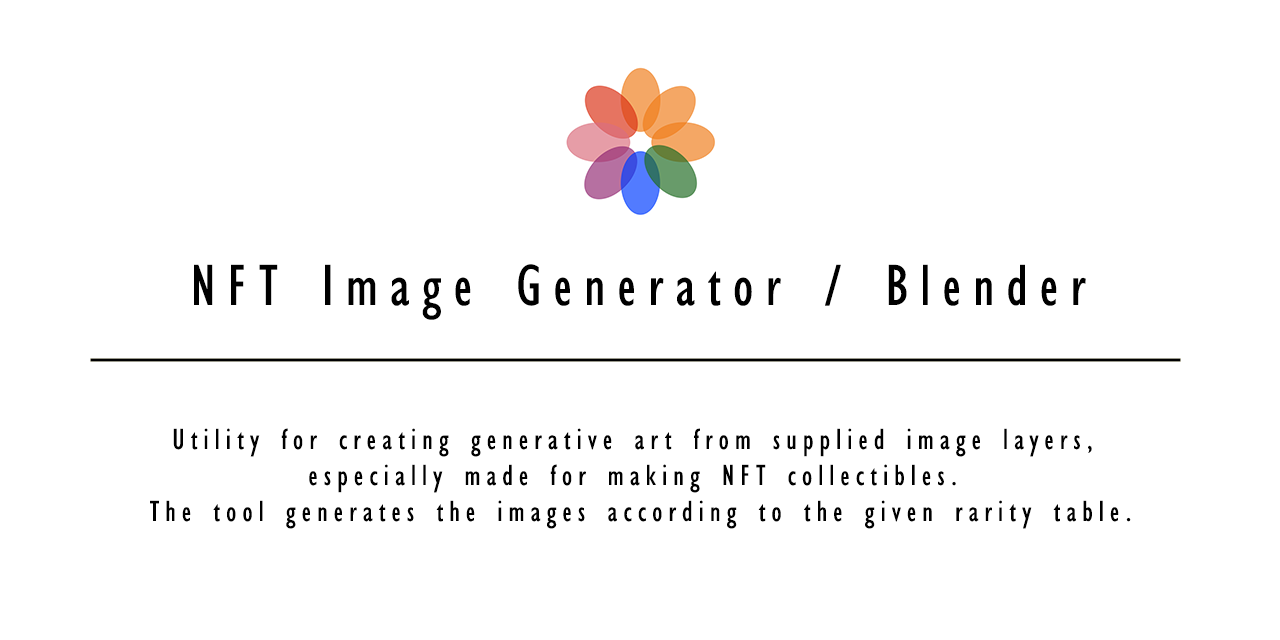 NFT Image Generator / Blender
Utility for creating generative art from supplied image layers,
especially made for making NFT collectibles.
The tool generates the images according to the given rarity table.